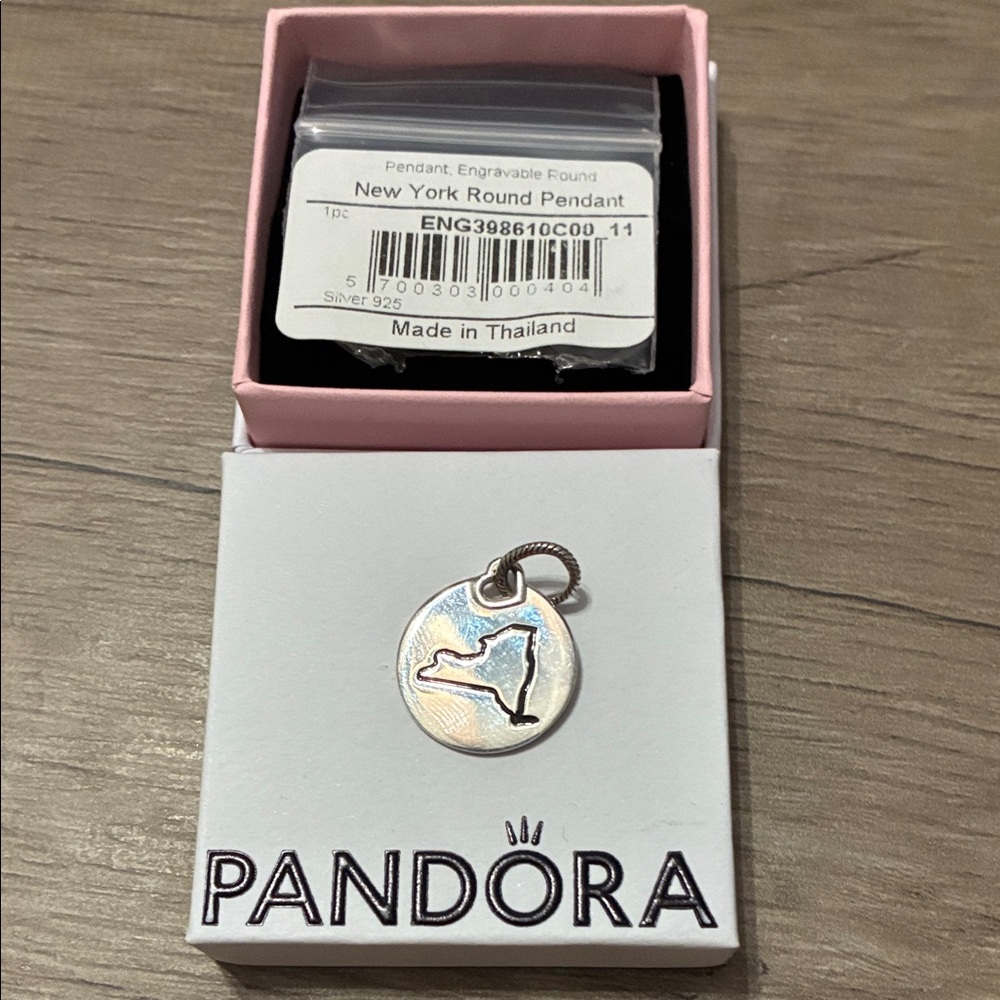 Pendant, Engravable Round
New York Round Pendant
1pc
ENG398610C00_11
5 700303 000404
Silver 925
Made in Thailand
PANDORA